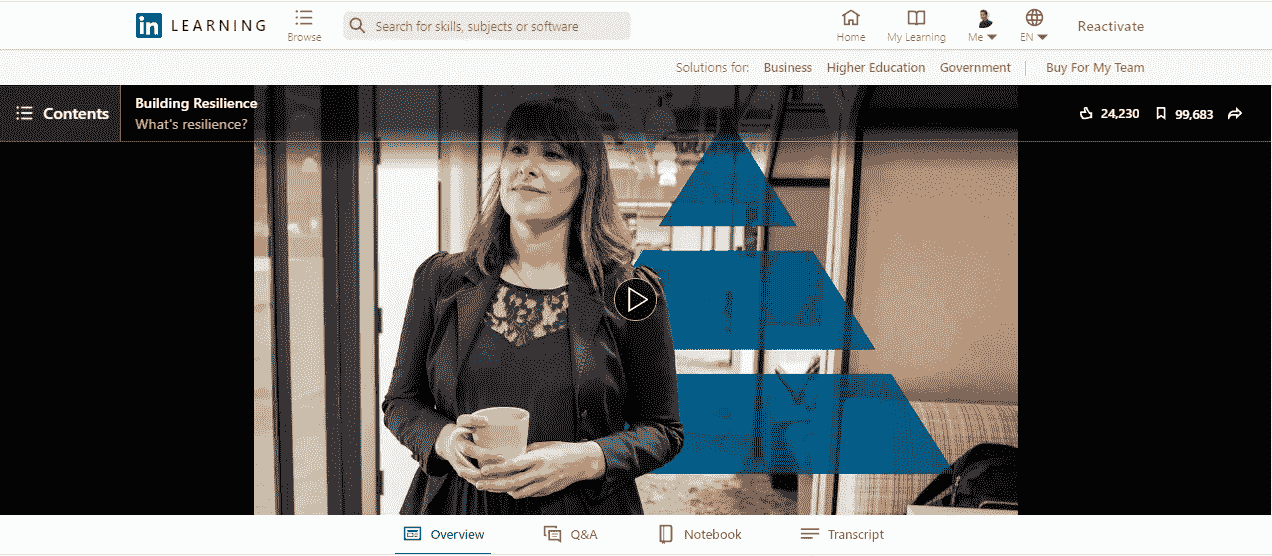 in LEARNING
Browse
Search for skills, subjects or software
Home
My Learning
Me
EN
Reactivate
Solutions for: Business Higher Education Government Buy For My Team
Contents
Building Resilience
What's resilience?
24,230
99,683
Overview
Q&A
Notebook
Transcript